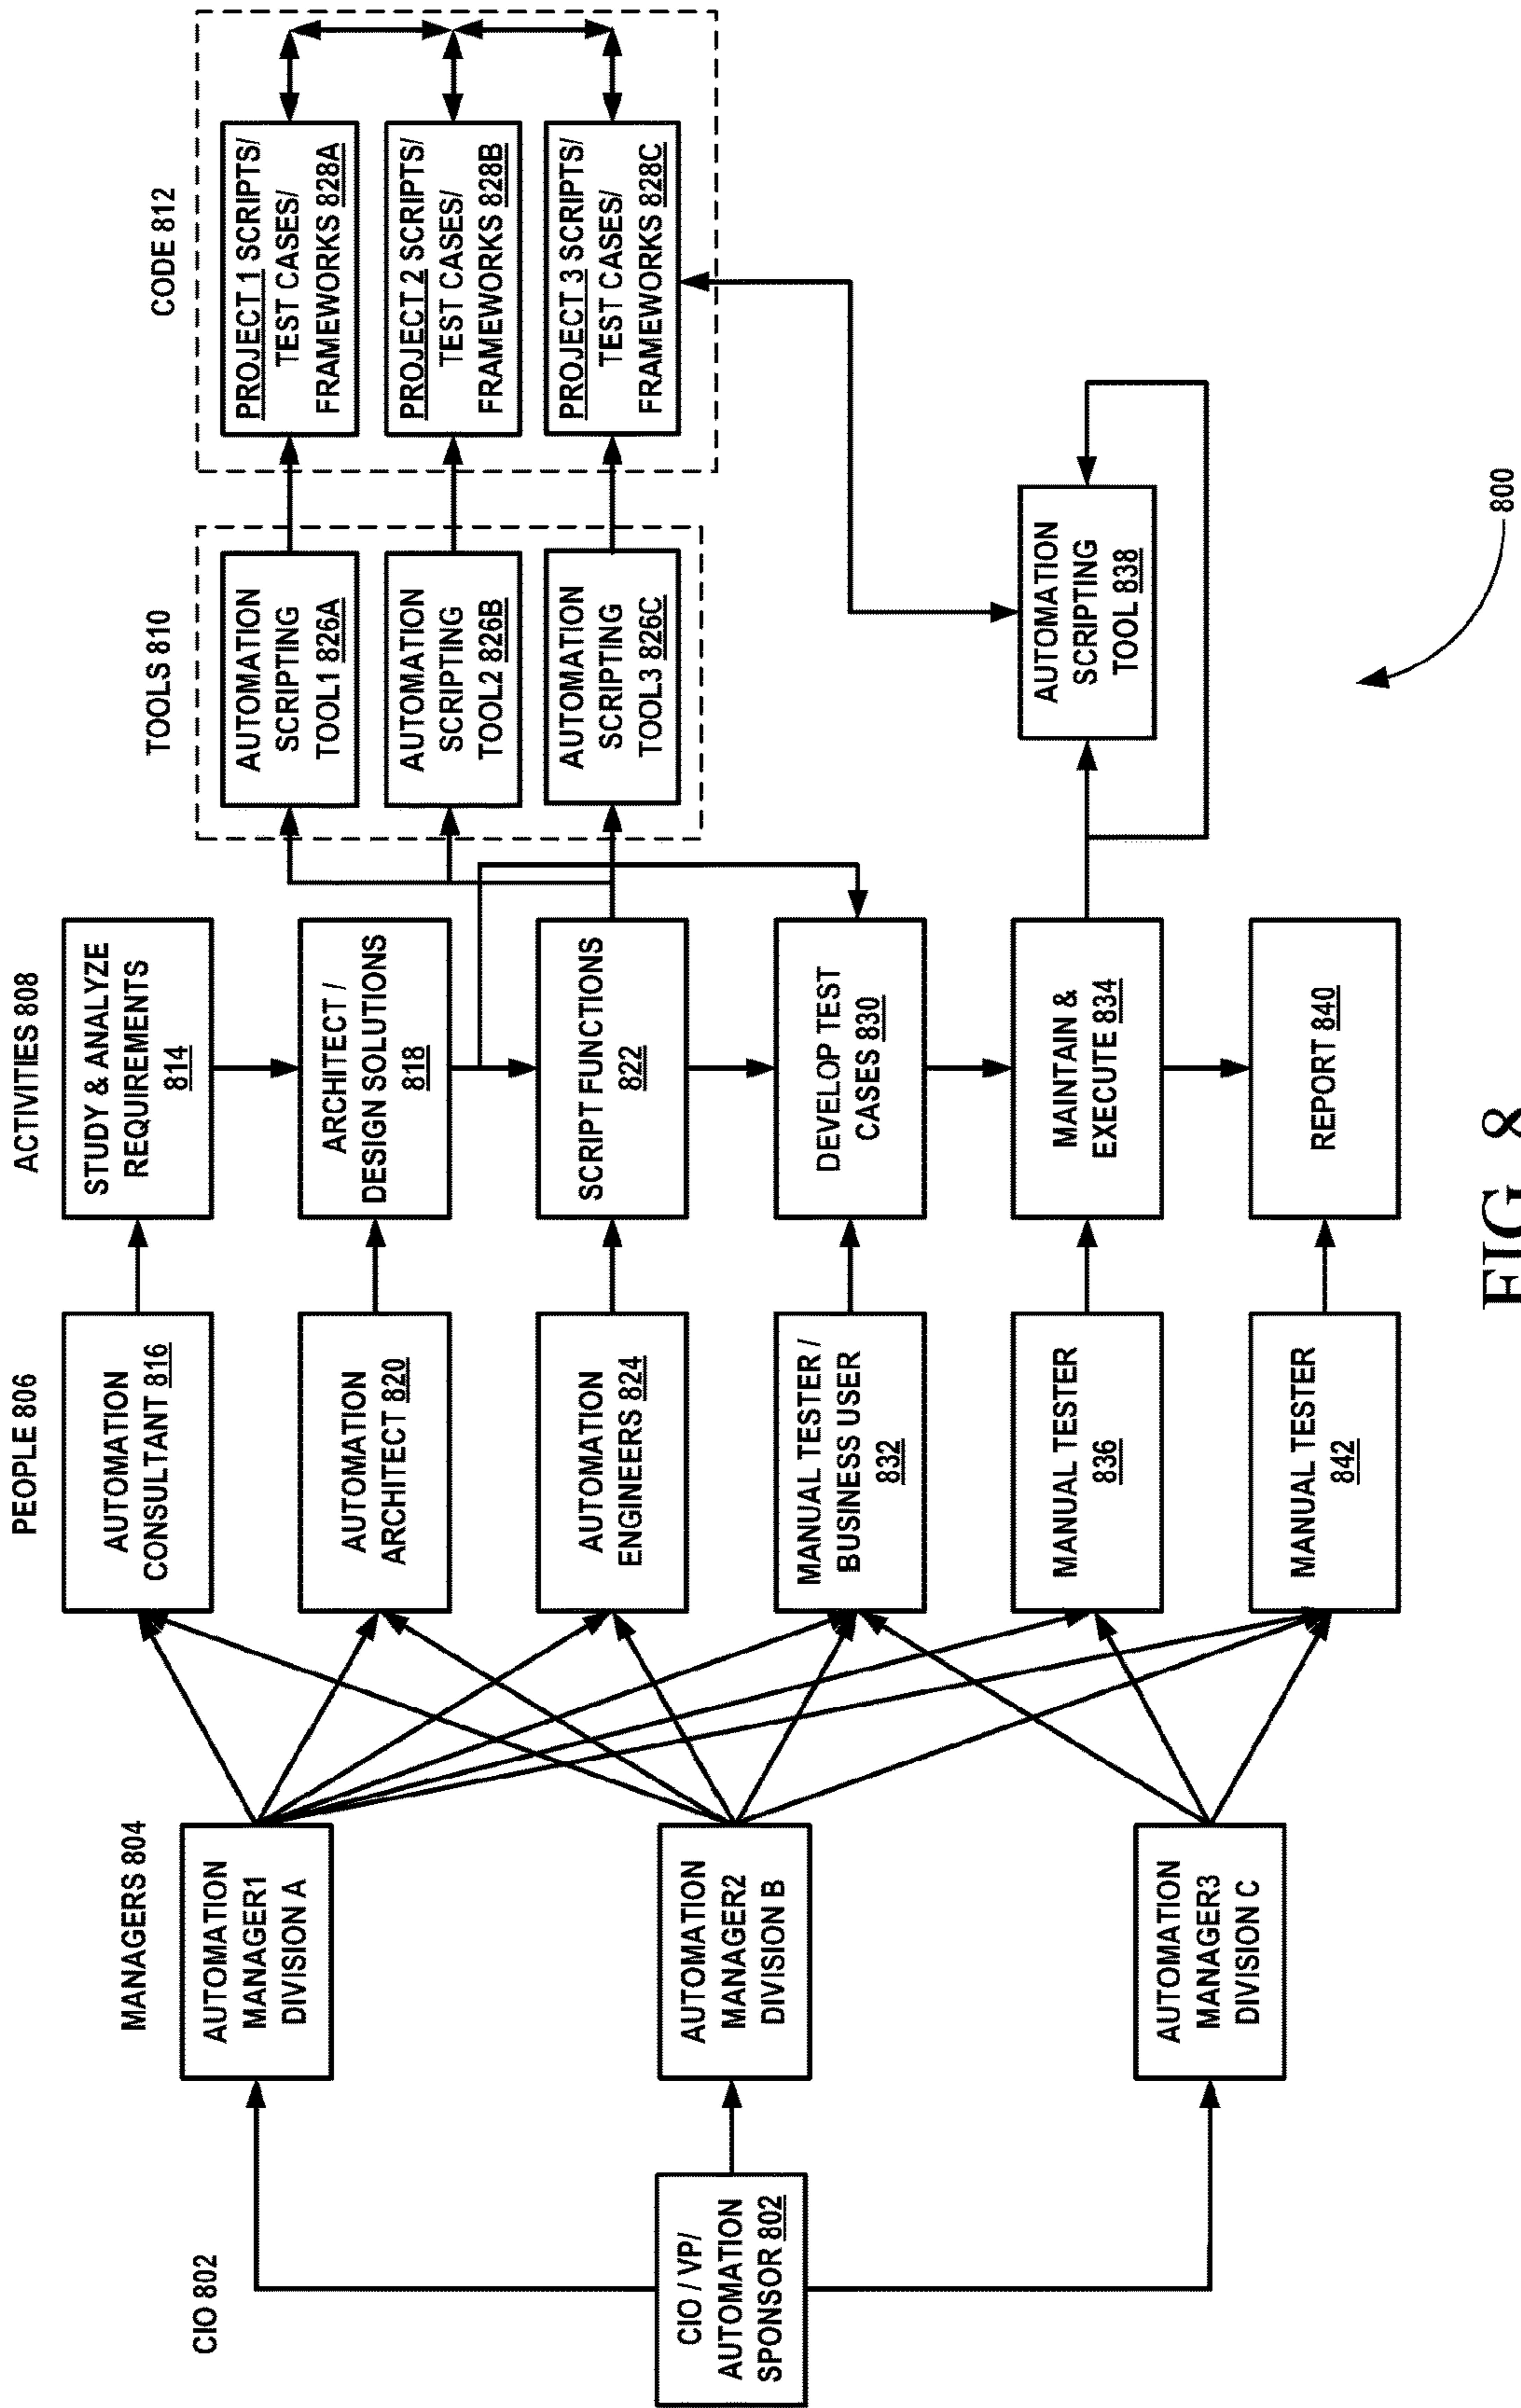 CIO 802
CIO / VP/
AUTOMATION
SPONSOR 802
MANAGERS 804
AUTOMATION
MANAGER1
DIVISION A
AUTOMATION
MANAGER2
DIVISION B
AUTOMATION
MANAGER3
DIVISION C
PEOPLE 806
AUTOMATION
CONSULTANT 816
AUTOMATION
ARCHITECT 820
AUTOMATION
ENGINEERS 824
MANUAL TESTER /
BUSINESS USER
832
MANUAL TESTER
836
MANUAL TESTER
842
ACTIVITIES 808
STUDY & ANALYZE
REQUIREMENTS
814
ARCHITECT /
DESIGN SOLUTIONS
818
SCRIPT FUNCTIONS
822
DEVELOP TEST
CASES 830
MAINTAIN &
EXECUTE 834
REPORT 840
TOOLS 810
AUTOMATION
SCRIPTING
TOOL1 826A
AUTOMATION
SCRIPTING
TOOL2 826B
AUTOMATION
SCRIPTING
TOOL3 826C
AUTOMATION
SCRIPTING
TOOL 838
CODE 812
PROJECT 1 SCRIPTS/
TEST CASES/
FRAMEWORKS 828A
PROJECT 2 SCRIPTS/
TEST CASES/
FRAMEWORKS 828B
PROJECT 3 SCRIPTS/
TEST CASES/
FRAMEWORKS 828C
800
FIG. 8